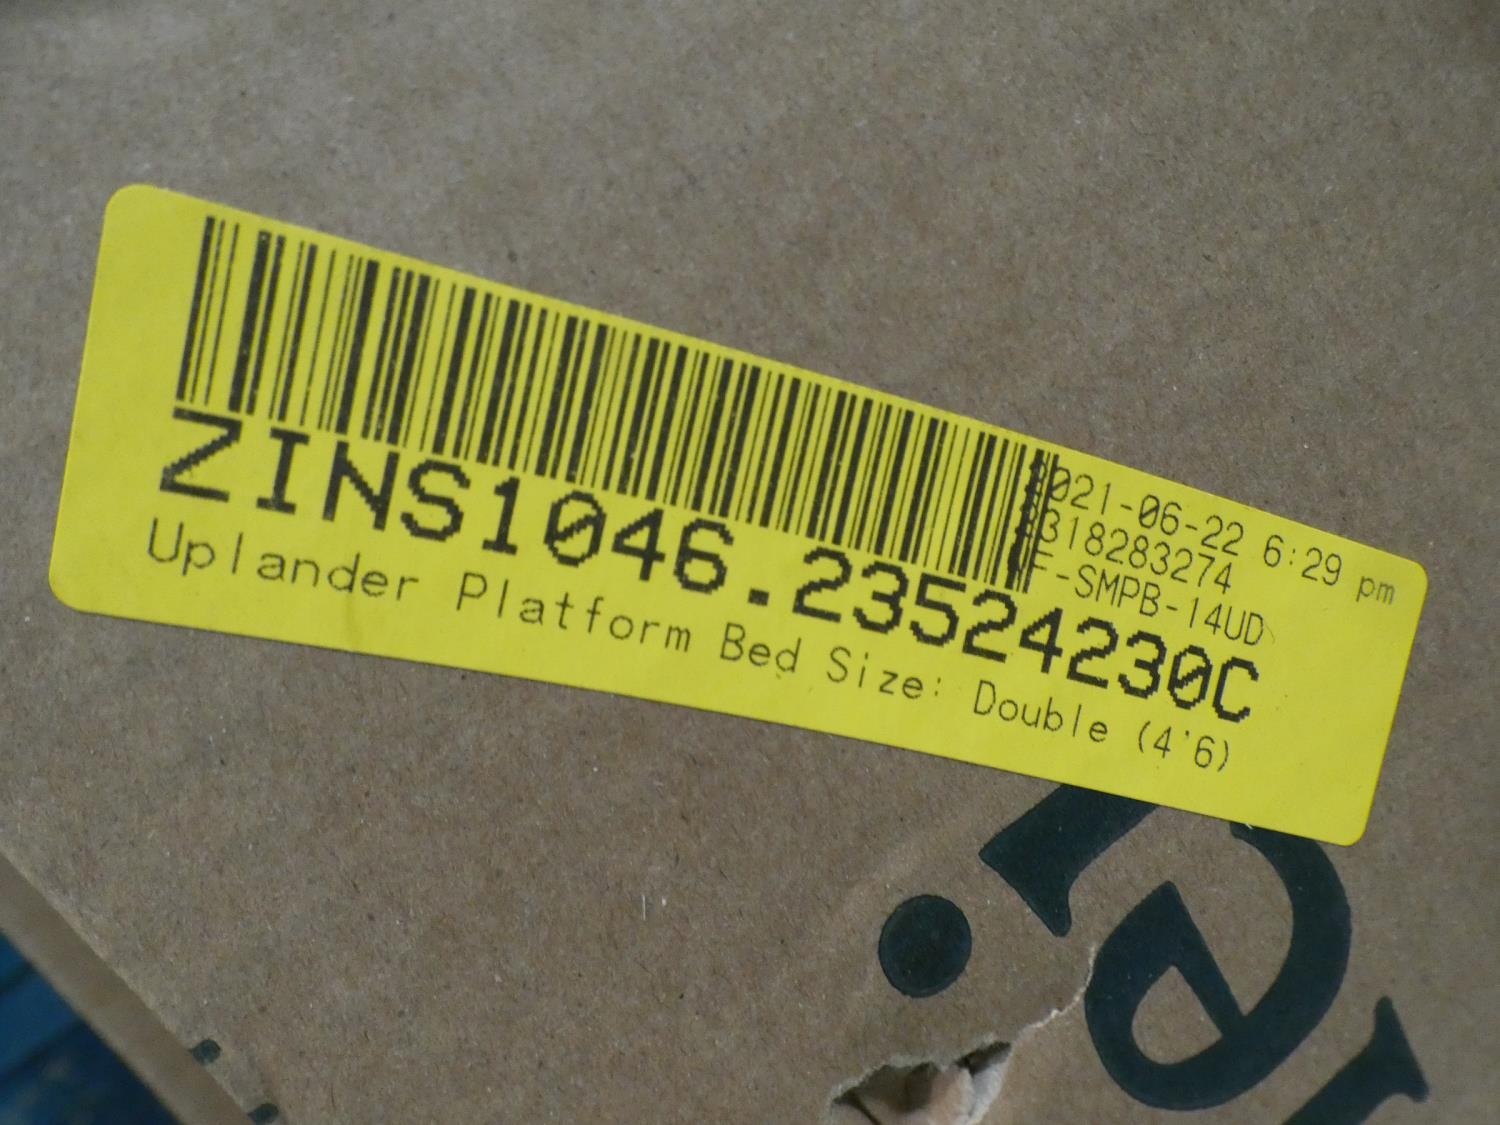 2021-06-22 6:29 pm
318283274
-SMPB-14UD
ZINS1046.23524230C
Uplander Platform Bed Size: Double (4'6)